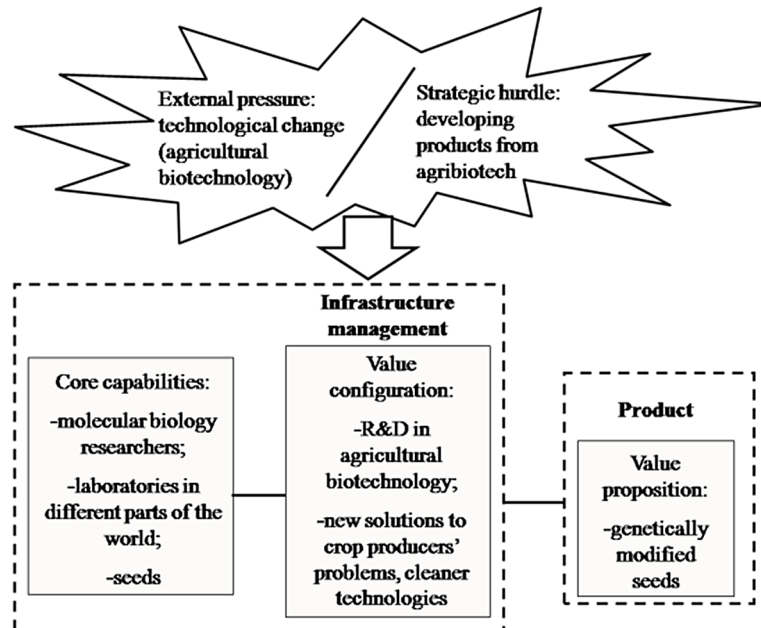 External pressure:
technological change
(agricultural
biotechnology)
Strategic hurdle:
developing
products from
agribiotech
Infrastructure
management
Core capabilities:
-molecular biology
researchers;
-laboratories in
different parts of the
world;
-seeds
Value
configuration:
-R&D in
agricultural
biotechnology;
-new solutions to
crop producers'
problems, cleaner
technologies
Product
Value
proposition:
-genetically
modified
seeds